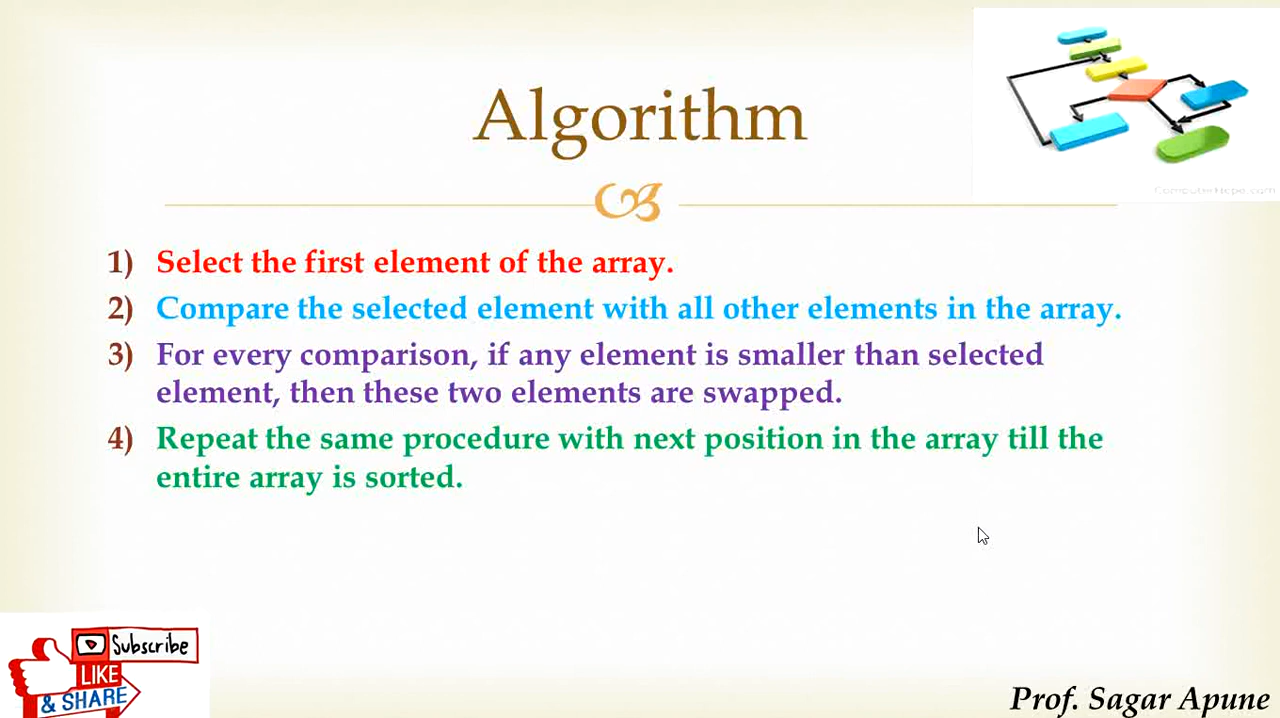 Algorithm
ComputerHope.com
1) Select the first element of the array.
2) Compare the selected element with all other elements in the array.
3) For every comparison, if any element is smaller than selected
element, then these two elements are swapped.
4) Repeat the same procedure with next position in the array till the
entire array is sorted.
Subscribe
LIKE
& SHARE
Prof. Sagar Apune